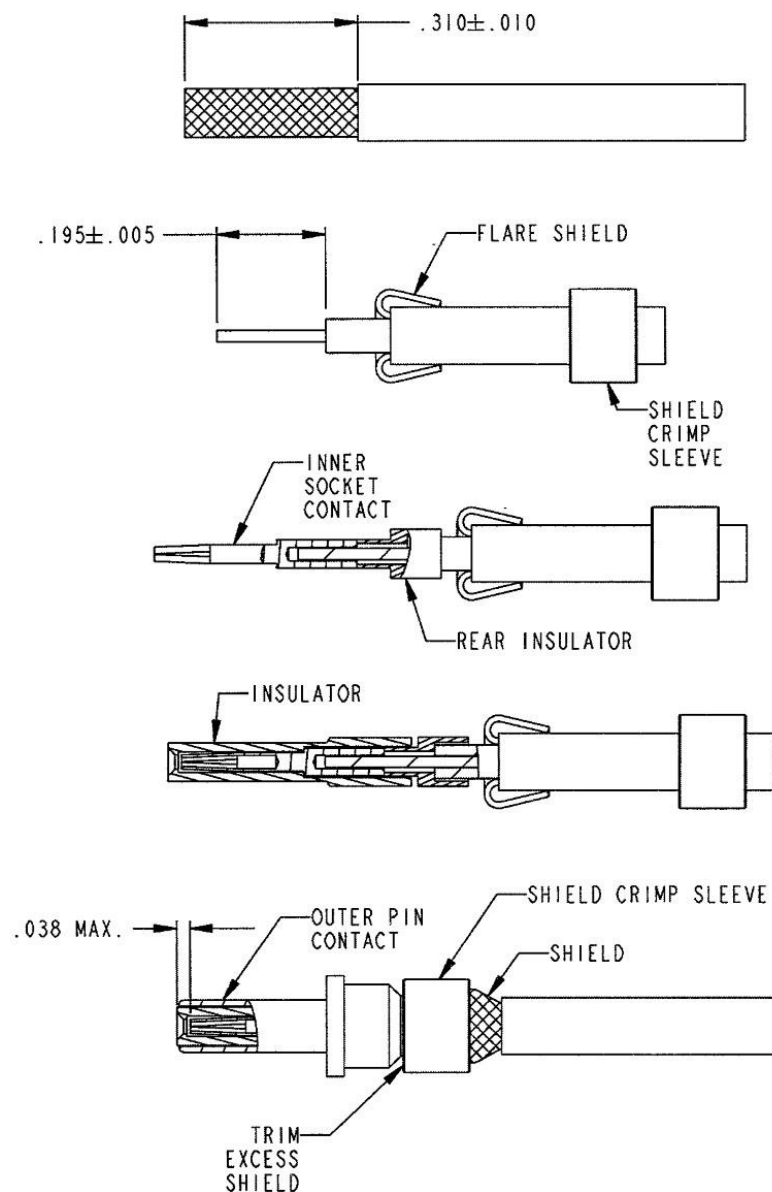 .310±.010
.195±.005
FLARE SHIELD
SHIELD
CRIMP
SLEEVE
INNER
SOCKET
CONTACT
REAR INSULATOR
INSULATOR
SHIELD CRIMP SLEEVE
.038 MAX.
OUTER PIN
CONTACT
SHIELD
TRIM
EXCESS
SHIELD